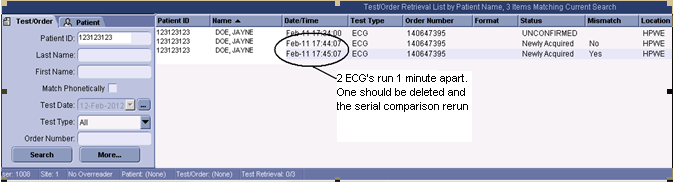 Test/Order Retrieval List by Patient Name, 3 Items Matching Current Search
Test/Order Patient
Patient ID: 123123123
Last Name:
First Name:
Match Phonetically
Test Date: 12-Feb-2012 ...
Test Type: All
Order Number:
Search More...
Patient ID Name Date/Time Test Type Order Number Format Status Mismatch Location
123123123 DOE, JAYNE Feb-11 17:34:00 ECG 140647395 UNCONFIRMED HPWE
123123123 DOE, JAYNE Feb-11 17:44:07 ECG 140647395 Newly Acquired No HPWE
123123123 DOE, JAYNE Feb-11 17:45:07 ECG 140647395 Newly Acquired Yes HPWE
2 ECG's run 1 minute apart.
One should be deleted and
the serial comparison rerun
ser: 1008 Site: 1 No Overreader Patient: (None) Test/Order: (None) Test Retrieval: 0/3